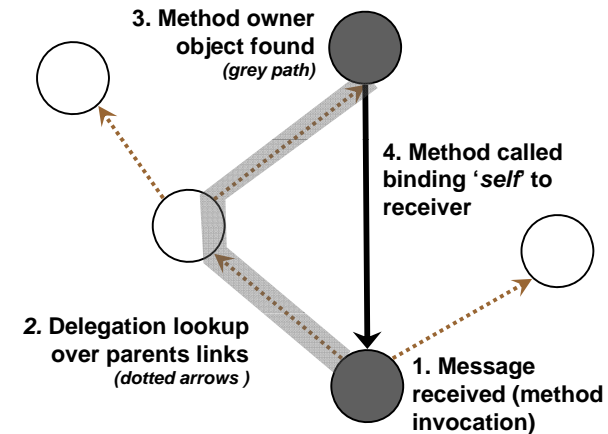 3. Method owner
object found
(grey path)
4. Method called
binding ‘self’ to
receiver
2. Delegation lookup
over parents links
(dotted arrows )
1. Message
received (method
invocation)